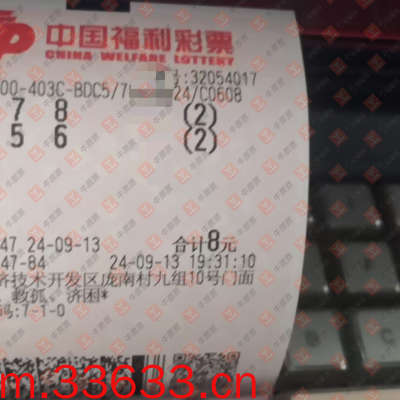 中国福利彩票
CHINA WELFARE LOTTERY
:32054017
00-403C-BDC5/7 24/C0608
7 8 (2)
5 6 (2)
47 24-09-13 合计8元
47-84 24-09-13 19:31:10
济技术开发区庞南村九组10号门面
、救孤、济困*
码:7-1-0
m.33633.cn